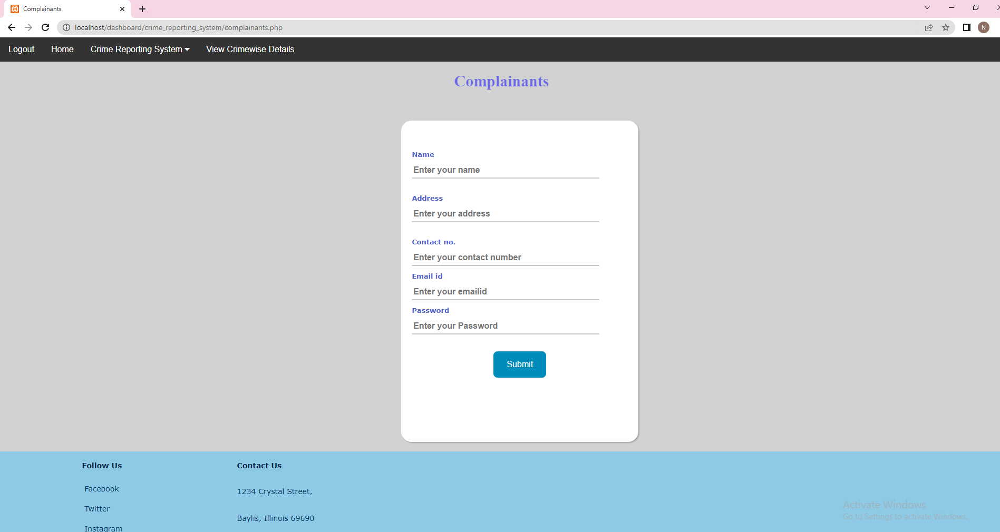 Complainants
localhost/dashboard/crime_reporting_system/complainants.php
N
Logout Home Crime Reporting System View Crimewise Details
Complainants
Name
Enter your name
Address
Enter your address
Contact no.
Enter your contact number
Email id
Enter your emailid
Password
Enter your Password
Submit
Follow Us
Facebook
Twitter
Instagram
Contact Us
1234 Crystal Street,
Baylis, Illinois 69690
Activate Windows
Go to Settings to activate Windows.